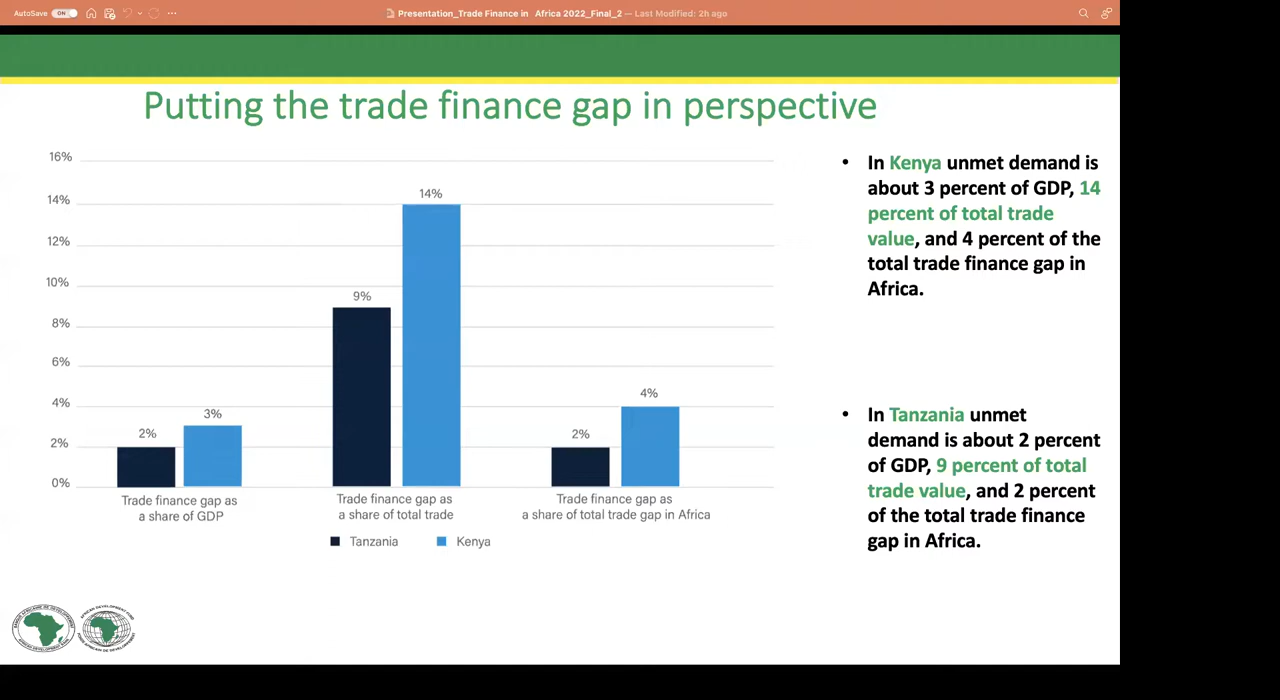 AutoSave ON
Presentation_Trade Finance in Africa 2022_Final_2 — Last Modified: 2h ago
Putting the trade finance gap in perspective
16%
14%
12%
10%
8%
6%
4%
2%
0%
2%
3%
9%
14%
2%
4%
Trade finance gap as
a share of GDP
Trade finance gap as
a share of total trade
Trade finance gap as
a share of total trade gap in Africa
Tanzania
Kenya
• In Kenya unmet demand is
about 3 percent of GDP, 14
percent of total trade
value, and 4 percent of the
total trade finance gap in
Africa.
• In Tanzania unmet
demand is about 2 percent
of GDP, 9 percent of total
trade value, and 2 percent
of the total trade finance
gap in Africa.